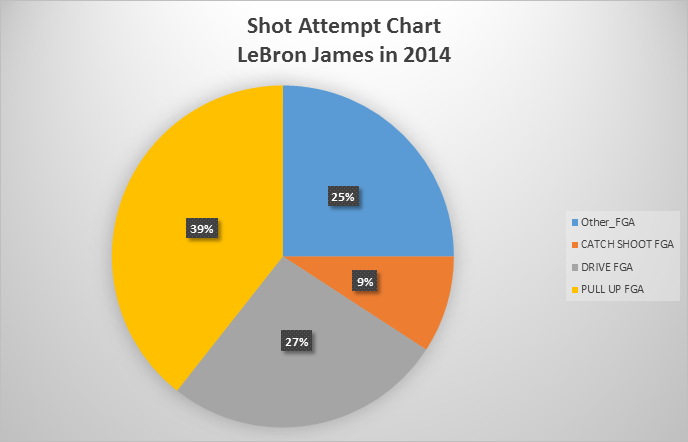 Shot Attempt Chart
LeBron James in 2014
25%
39%
9%
27%
Other_FGA
CATCH SHOOT FGA
DRIVE FGA
PULL UP FGA